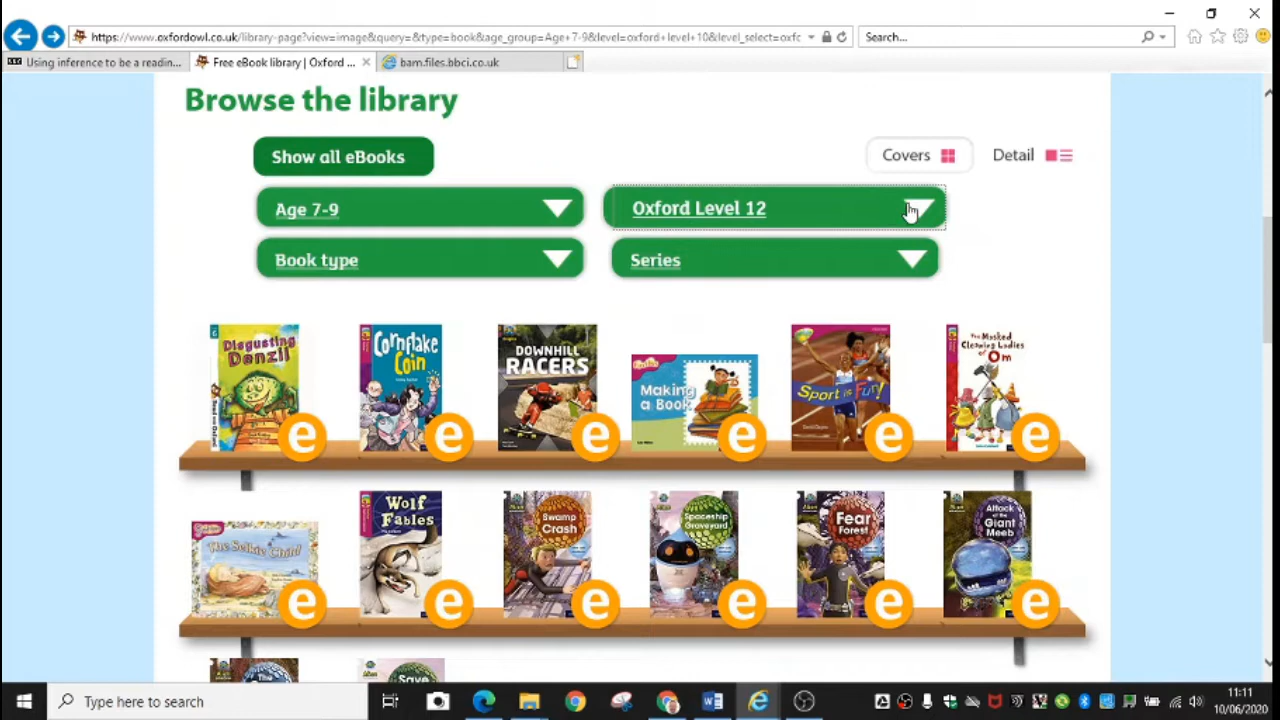 https://www.oxfordowl.co.uk/library-page?view=image&query=&type=book&age_group=Age+7-9&level=oxford+level+10&level_select=oxfc
Search...
Using inference to be a readin...
Free eBook library | Oxford ...
bam.files.bbci.co.uk
Browse the library
Show all eBooks
Covers
Detail
Age 7-9
Oxford Level 12
Book type
Series
Disgusting Denzil
Cornflake Coin
DOWNHILL RACERS
Making a Book
Sport is Fun!
The Masked Cleaning Ladies of Om
e e e e e e
The Selkie Child
Wolf Fables
Swamp Crash
Spaceship Graveyard
Fear Forest
Attack of the Giant Meeb
e e e e e e
The
Save
Type here to search
11:11
10/06/2020